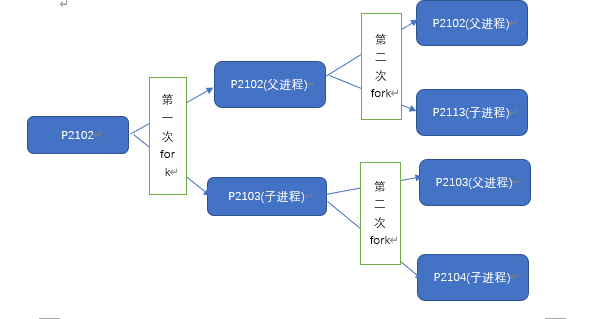 P2102
第
一
次
for
k
P2102(父进程)
P2103(子进程)
第
二
次
fork
第
二
次
fork
P2102(父进程)
P2113(子进程)
P2103(父进程)
P2104(子进程)